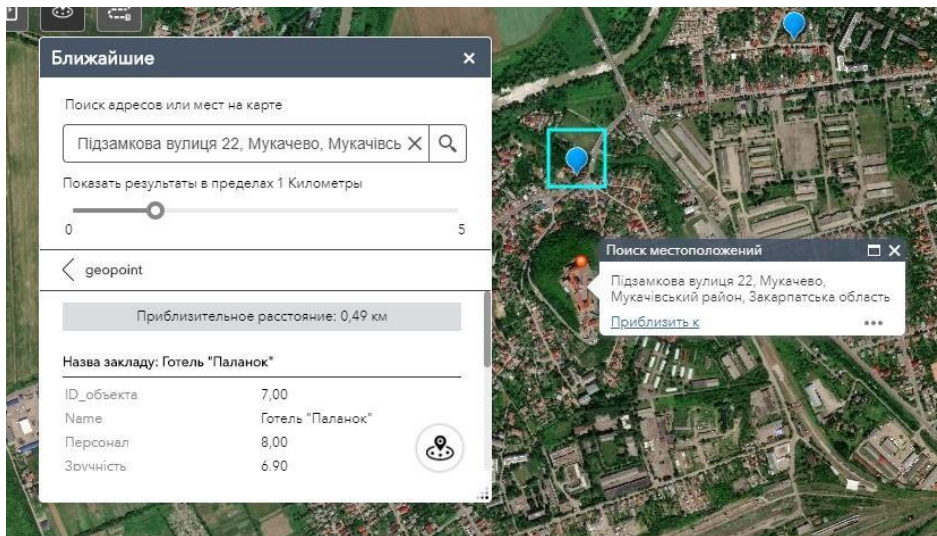 Ближайшие
Поиск адресов или мест на карте
Підзамкова вулиця 22, Мукачево, Мукачівсь
Показать результаты в пределах 1 Километры
0
5
geopoint
Приблизительное расстояние: 0,49 км
Назва закладу: Готель "Паланок"
ID_объекта 7,00
Name Готель "Паланок"
Персонал 8,00
Зручність 6,90
Поиск местоположений
Підзамкова вулиця 22, Мукачево,
Мукачівський район, Закарпатська область
Приблизить к